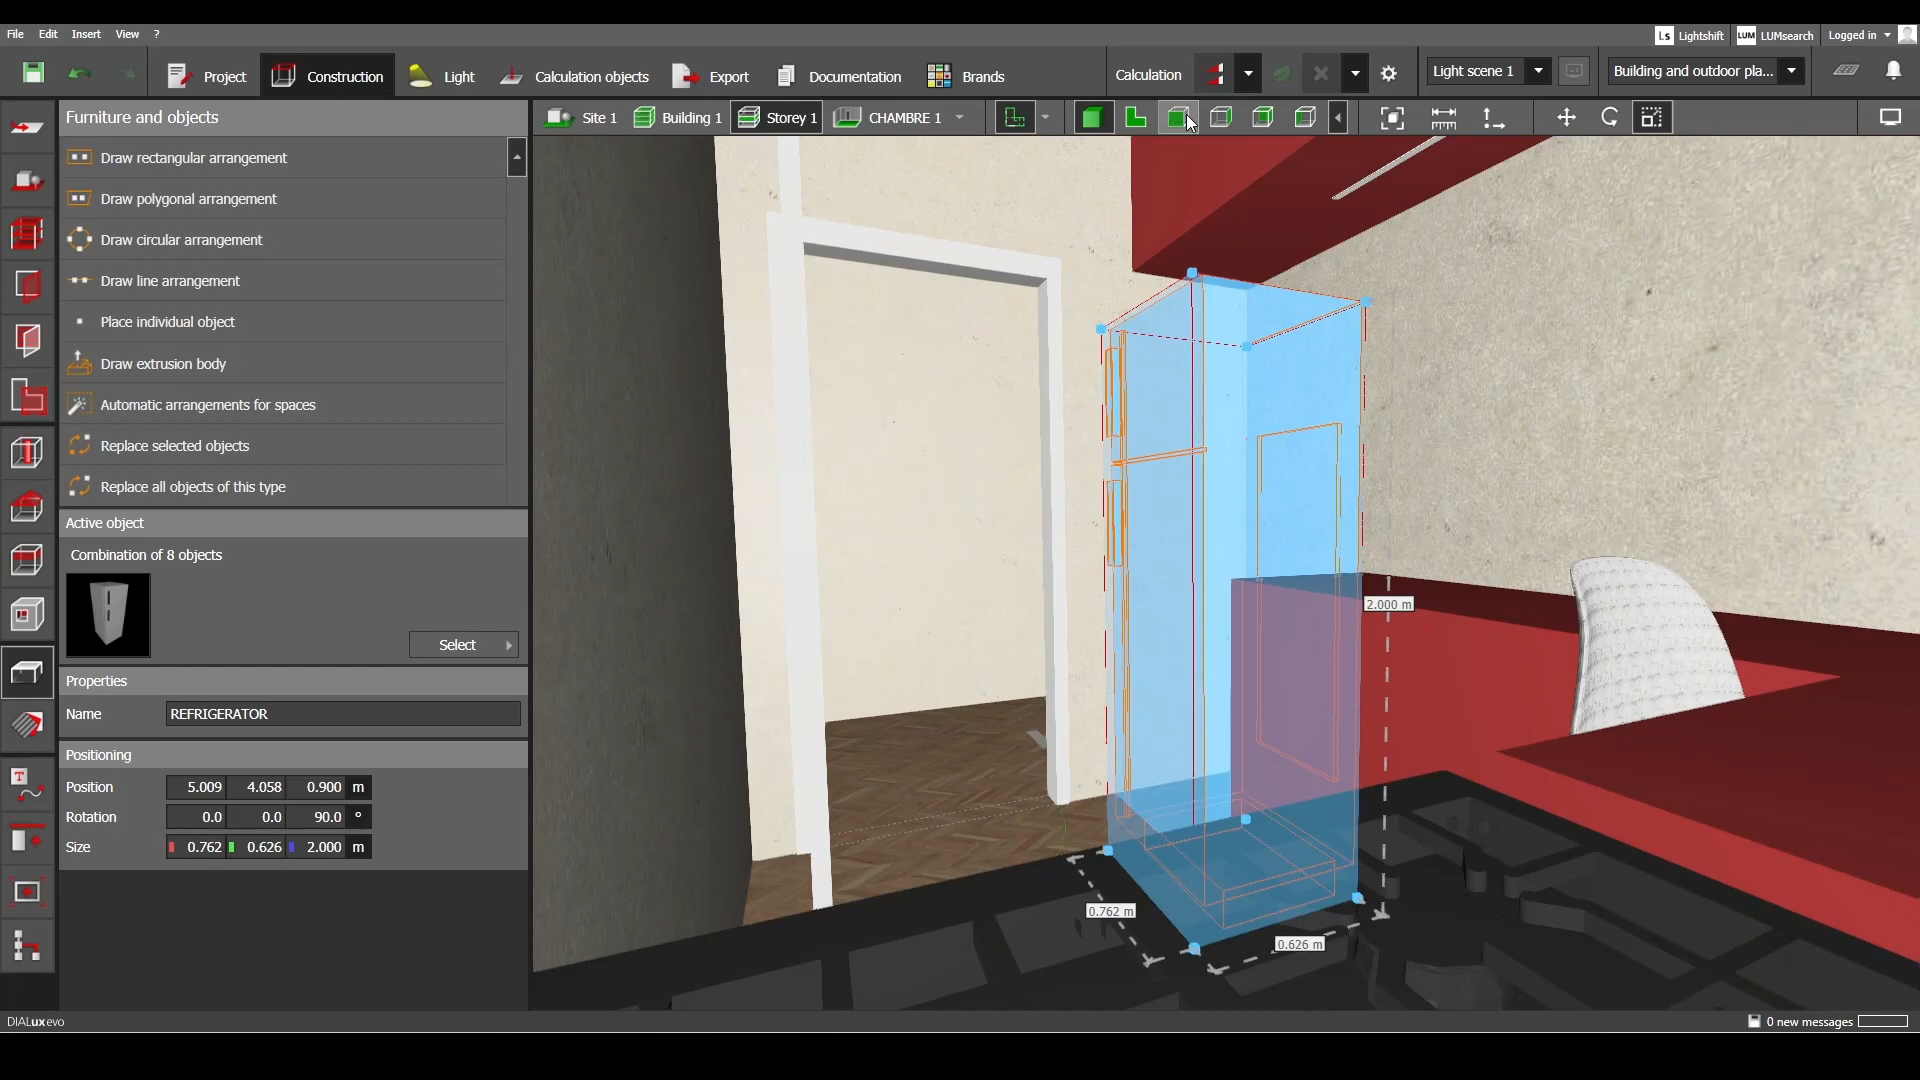 File Edit Insert View ?
Ls Lightshift LUM LUMsearch Logged in
Project Construction Light Calculation objects Export Documentation Brands Calculation Light scene 1 Building and outdoor pla...
Furniture and objects
Site 1 Building 1 Storey 1 CHAMBRE 1
Draw rectangular arrangement
Draw polygonal arrangement
Draw circular arrangement
Draw line arrangement
Place individual object
Draw extrusion body
Automatic arrangements for spaces
Replace selected objects
Replace all objects of this type
Active object
Combination of 8 objects
Select
Properties
Name REFRIGERATOR
Positioning
Position 5.009 4.058 0.900 m
Rotation 0.0 0.0 90.0 °
Size 0.762 0.626 2.000 m
2.000 m
0.762 m
0.626 m
T
DIALux evo
0 new messages